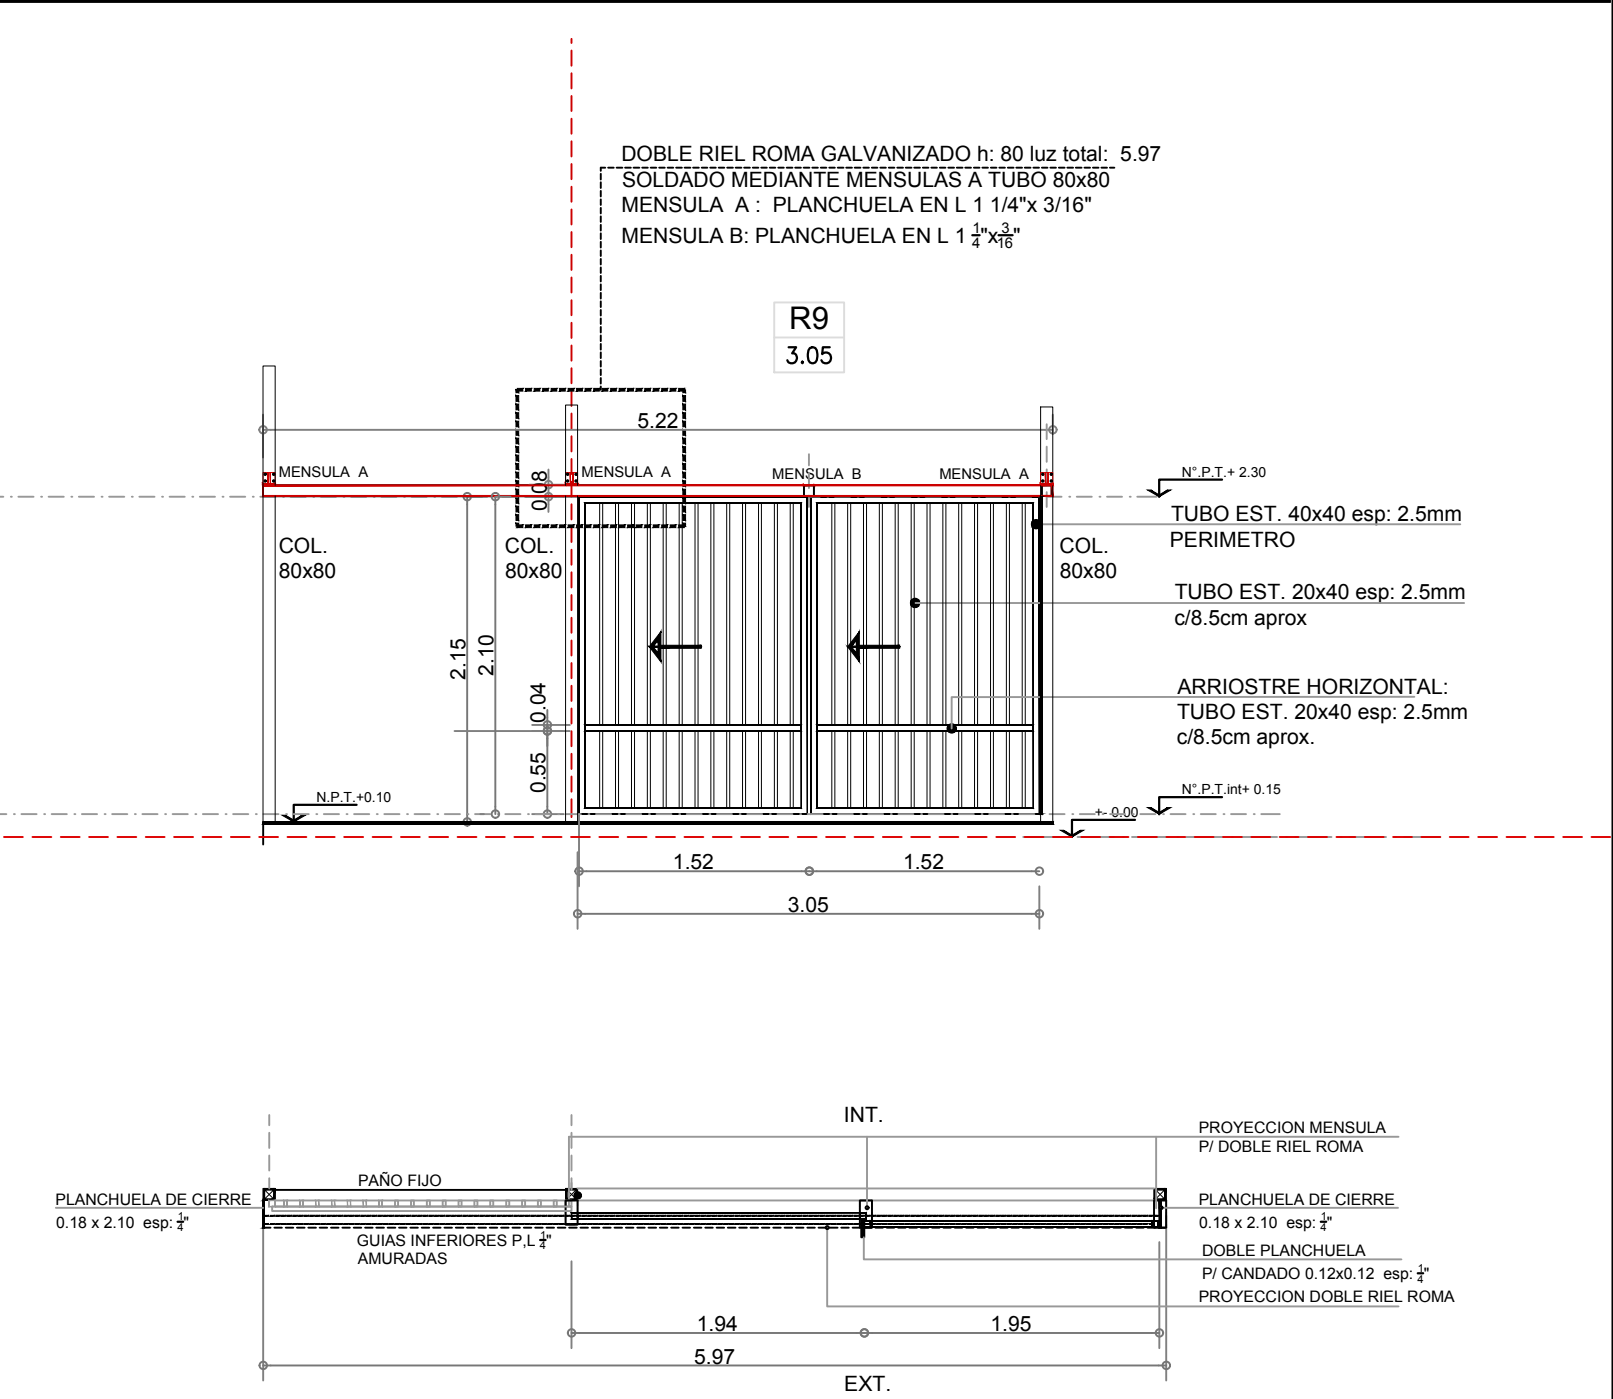 DOBLE RIEL ROMA GALVANIZADO h: 80 luz total: 5.97
SOLDADO MEDIANTE MENSULAS A TUBO 80x80
MENSULA A : PLANCHUELA EN L 1 1/4"x 3/16"
MENSULA B: PLANCHUELA EN L 1 1/4"x3/16"
R9
3.05
5.22
MENSULA A
0.08
MENSULA A
MENSULA B
MENSULA A
N°.P.T.+ 2.30
TUBO EST. 40x40 esp: 2.5mm
PERIMETRO
COL.
80x80
COL.
80x80
COL.
80x80
TUBO EST. 20x40 esp: 2.5mm
c/8.5cm aprox
2.15
2.10
0.04
0.55
ARRIOSTRE HORIZONTAL:
TUBO EST. 20x40 esp: 2.5mm
c/8.5cm aprox.
N.P.T.+0.10
N°.P.T.int+ 0.15
+- 0.00
1.52
1.52
3.05
INT.
PROYECCION MENSULA
P/ DOBLE RIEL ROMA
PAÑO FIJO
PLANCHUELA DE CIERRE
0.18 x 2.10 esp: 1/4"
PLANCHUELA DE CIERRE
0.18 x 2.10 esp: 1/4"
GUIAS INFERIORES P,L 1/4"
AMURADAS
DOBLE PLANCHUELA
P/ CANDADO 0.12x0.12 esp: 1/4"
PROYECCION DOBLE RIEL ROMA
1.94
1.95
5.97
EXT.